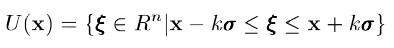 U(𝐱) = {𝝃 ∈ Rⁿ|𝐱 − k𝝈 ≤ 𝝃 ≤ 𝐱 + k𝝈}